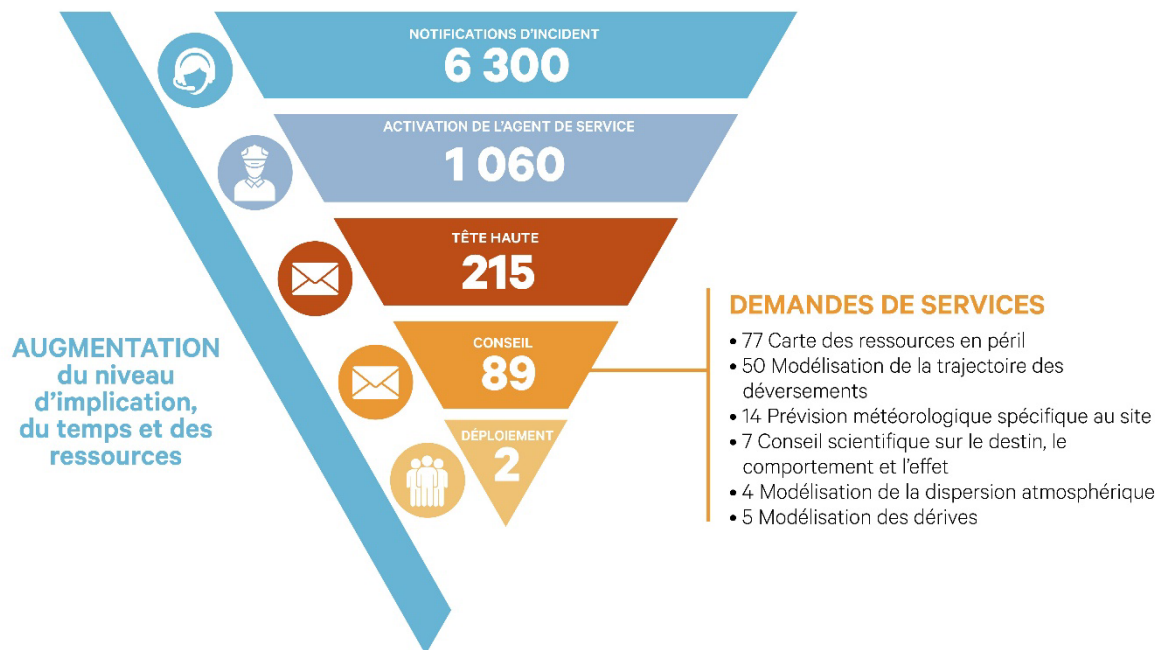 NOTIFICATIONS D'INCIDENT
6 300
ACTIVATION DE L'AGENT DE SERVICE
1 060
TÊTE HAUTE
215
CONSEIL
89
DÉPLOIEMENT
2
AUGMENTATION
du niveau
d'implication,
du temps et des
ressources
DEMANDES DE SERVICES
• 77 Carte des ressources en péril
• 50 Modélisation de la trajectoire des
déversements
• 14 Prévision météorologique spécifique au site
• 7 Conseil scientifique sur le destin, le
comportement et l'effet
• 4 Modélisation de la dispersion atmosphérique
• 5 Modélisation des dérives